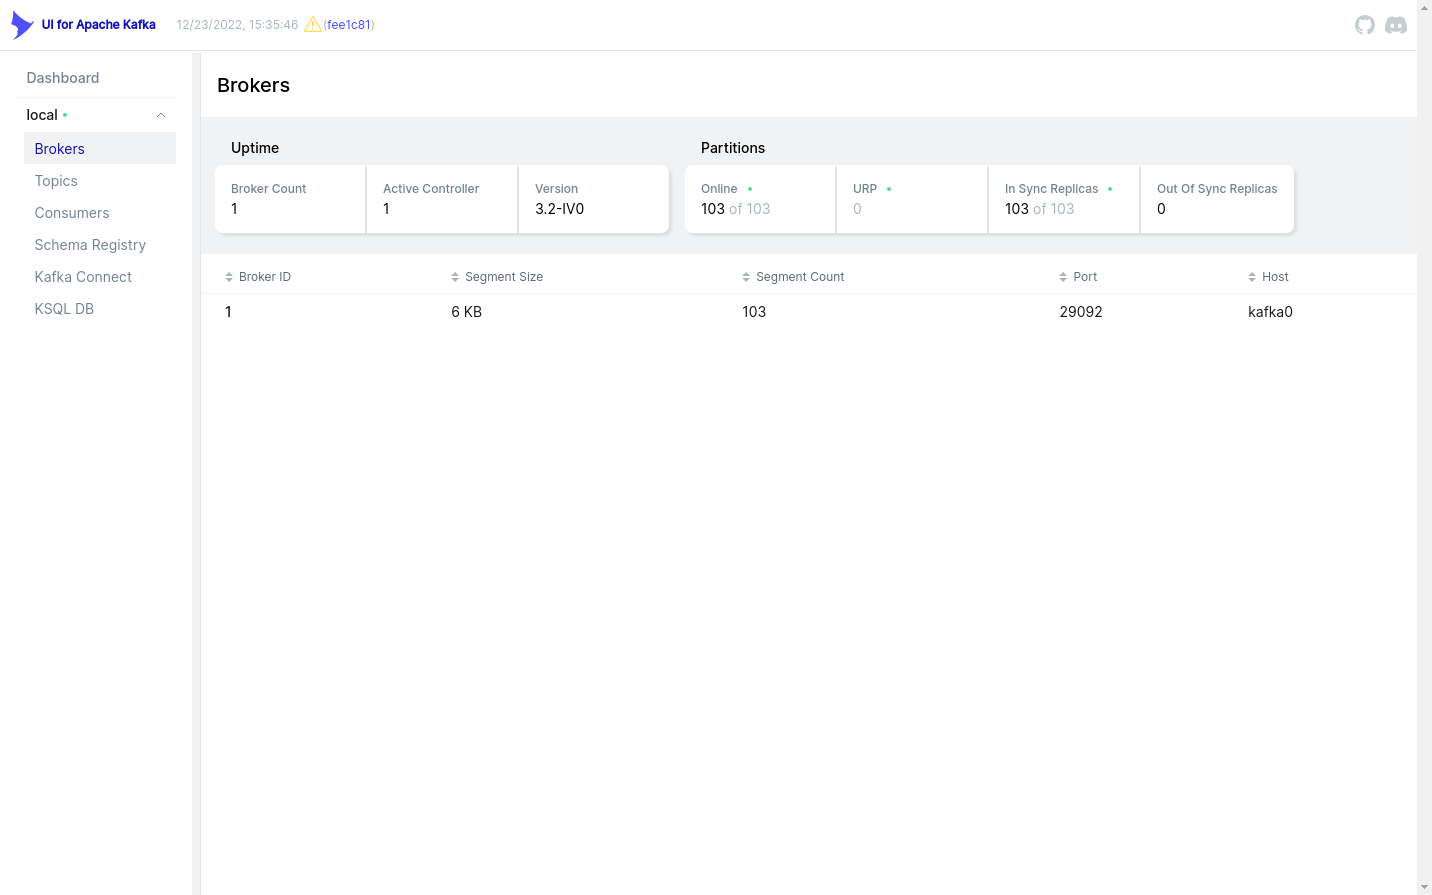 UI for Apache Kafka 12/23/2022, 15:35:46 (fee1c81)
Dashboard
local
Brokers
Topics
Consumers
Schema Registry
Kafka Connect
KSQL DB
Brokers
Uptime
Broker Count Active Controller Version
1 1 3.2-IV0
Partitions
Online URP In Sync Replicas Out Of Sync Replicas
103 of 103 0 103 of 103 0
Broker ID Segment Size Segment Count Port Host
1 6 KB 103 29092 kafka0